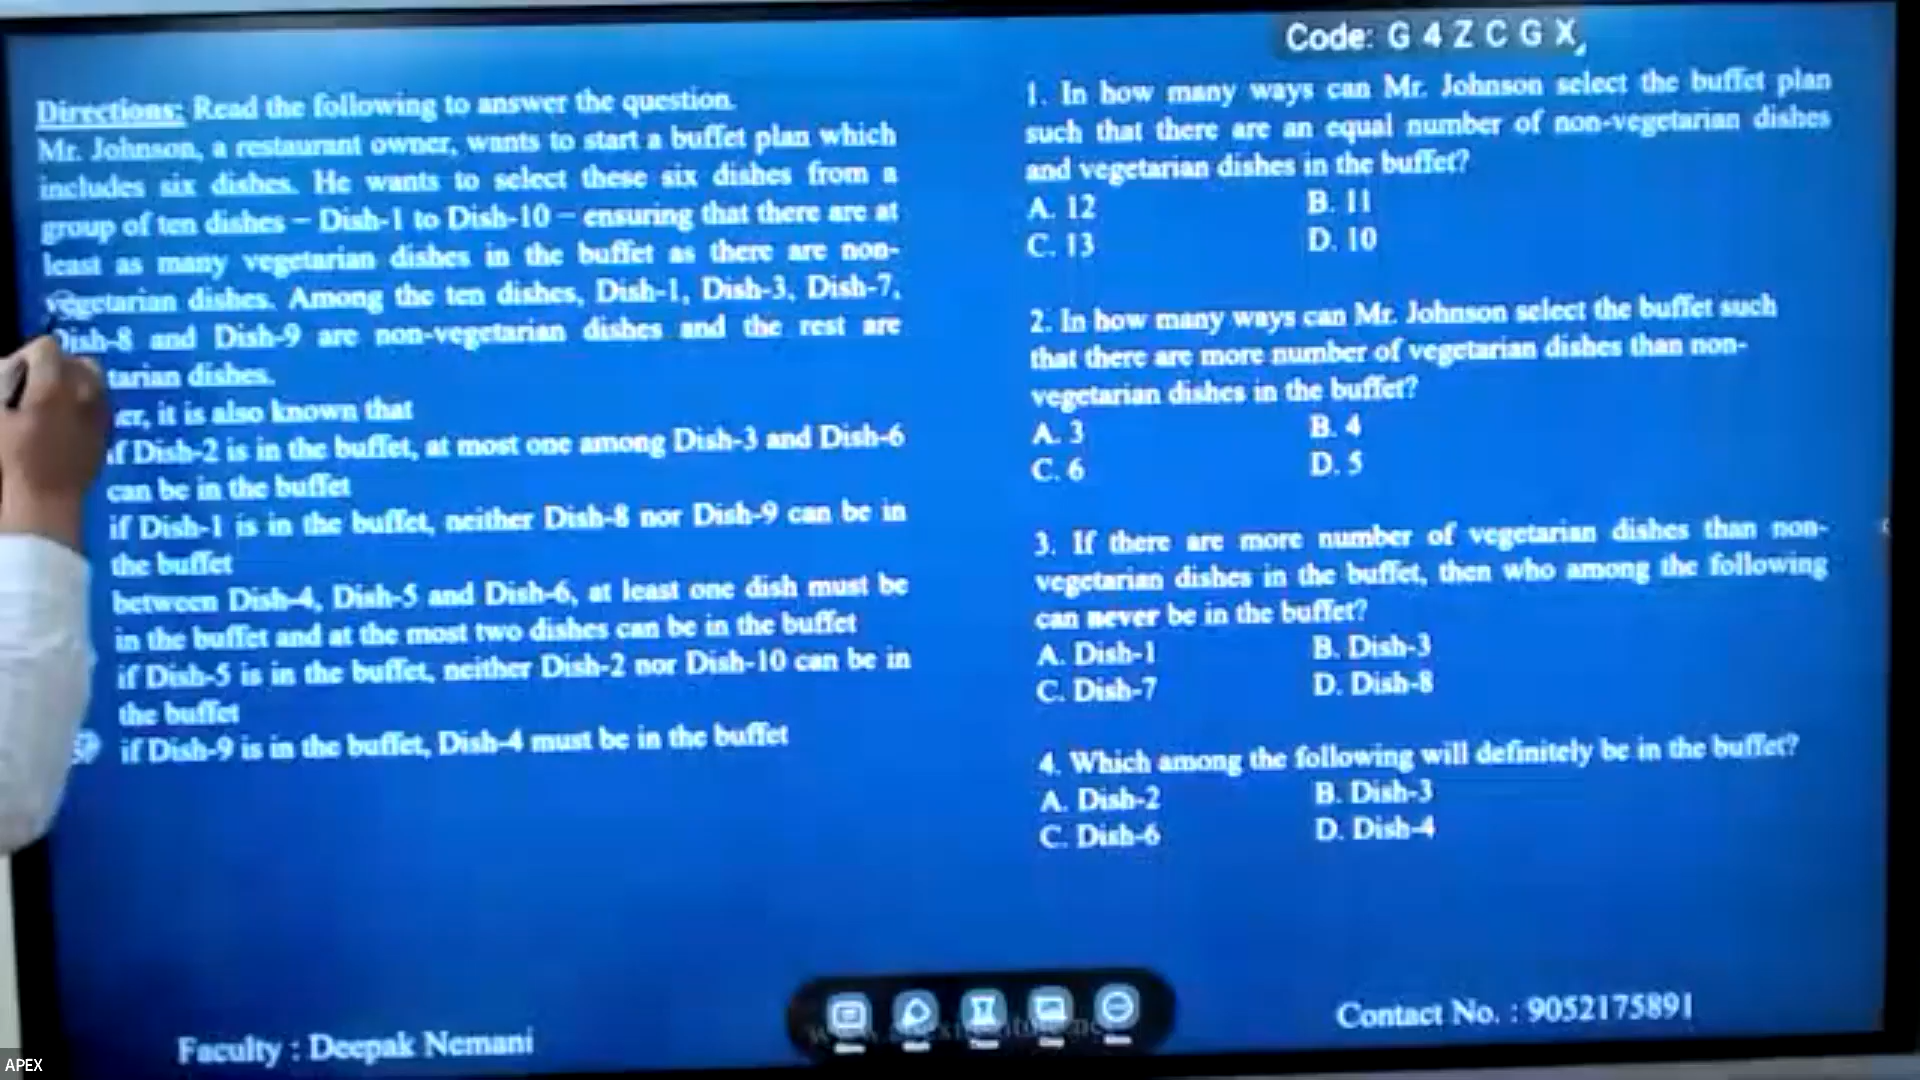 Code: G 4 Z C G X
Directions: Read the following to answer the question.
Mr. Johnson, a restaurant owner, wants to start a buffet plan which
includes six dishes. He wants to select these six dishes from a
group of ten dishes – Dish-1 to Dish-10 – ensuring that there are at
least as many vegetarian dishes in the buffet as there are non-
vegetarian dishes. Among the ten dishes, Dish-1, Dish-3, Dish-7,
Dish-8 and Dish-9 are non-vegetarian dishes and the rest are
tarian dishes.
er, it is also known that
if Dish-2 is in the buffet, at most one among Dish-3 and Dish-6
can be in the buffet
if Dish-1 is in the buffet, neither Dish-8 nor Dish-9 can be in
the buffet
between Dish-4, Dish-5 and Dish-6, at least one dish must be
in the buffet and at the most two dishes can be in the buffet
if Dish-5 is in the buffet, neither Dish-2 nor Dish-10 can be in
the buffet
if Dish-9 is in the buffet, Dish-4 must be in the buffet
1. In how many ways can Mr. Johnson select the buffet plan
such that there are an equal number of non-vegetarian dishes
and vegetarian dishes in the buffet?
A. 12 B. 11
C. 13 D. 10
2. In how many ways can Mr. Johnson select the buffet such
that there are more number of vegetarian dishes than non-
vegetarian dishes in the buffet?
A. 3 B. 4
C. 6 D. 5
3. If there are more number of vegetarian dishes than non-
vegetarian dishes in the buffet, then who among the following
can never be in the buffet?
A. Dish-1 B. Dish-3
C. Dish-7 D. Dish-8
4. Which among the following will definitely be in the buffet?
A. Dish-2 B. Dish-3
C. Dish-6 D. Dish-4
Faculty : Deepak Nemani
Contact No. : 9052175891
APEX